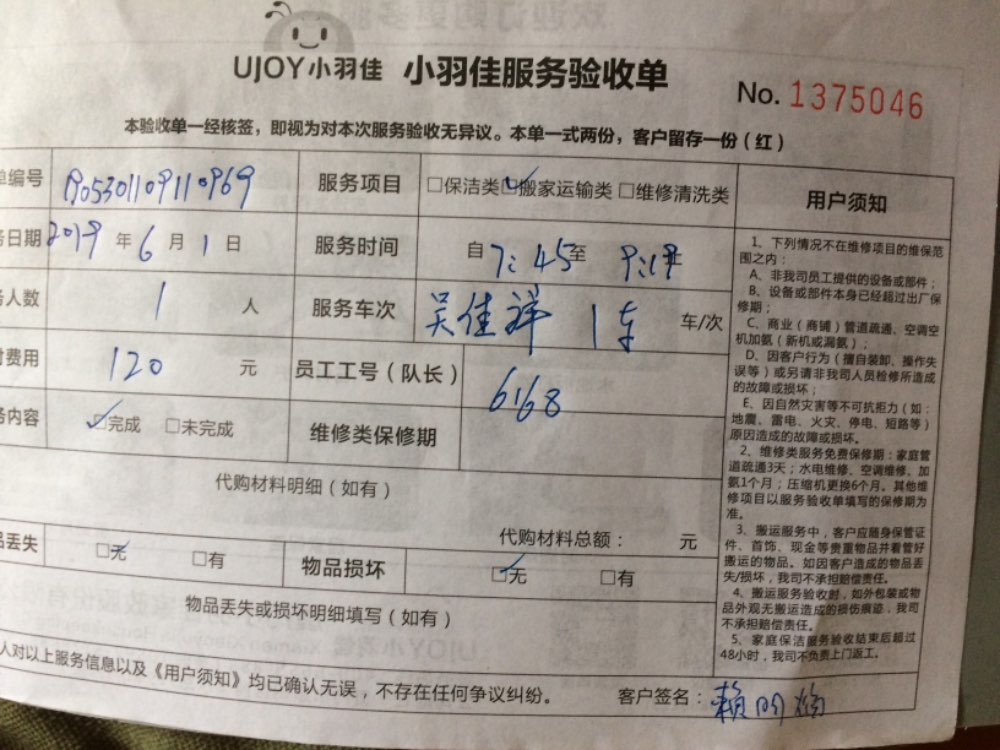 UJOY小羽佳 小羽佳服务验收单
No. 1375046
本验收单一经核签，即视为对本次服务验收无异议。本单一式两份，客户留存一份（红）
单编号 服务项目 □保洁类 ☑搬家运输类 □维修清洗类
务日期 2019 年 6 月 1 日 服务时间 自 7:45 至
务人数 1 人 服务车次 吴佳祥 1车 车/次
付费用 120 元 员工工号（队长） 6168
务内容 ☑完成 □未完成 维修类保修期
代购材料明细（如有）
代购材料总额： 元
品丢失 ☑无 □有 物品损坏 ☑无 □有
物品丢失或损坏明细填写（如有）
人对以上服务信息以及《用户须知》均已确认无误，不存在任何争议纠纷。 客户签名：赖
用户须知
1、下列情况不在维修项目的维保范
围之内：
A、非我司员工提供的设备或部件；
B、设备或部件本身已经超过出厂保
修期；
C、商业（商铺）管道疏通、空调空
机加氨（新机或漏氨）；
D、因客户行为（擅自装卸、操作失
误等）或另请非我司人员检修所造成
的故障或损坏；
E、因自然灾害等不可抗拒力（如：
地震、雷电、火灾、停电、短路等）
原因造成的故障或损坏。
2、维修类服务免费保修期：家庭管
道疏通3天；水电维修、空调维修、加
氨1个月；压缩机更换6个月。其他维
修项目以服务验收单填写的保修期为
准。
3、搬运服务中，客户应随身保管证
件、首饰、现金等贵重物品并看管好
搬运的物品。如因客户造成的物品丢
失/损坏，我司不承担赔偿责任。
4、搬运服务验收时，如外包装或物
品外观无搬运造成的损伤痕迹，我司
不承担赔偿责任。
5、家庭保洁服务验收结束后超过
48小时，我司不负责上门返工。